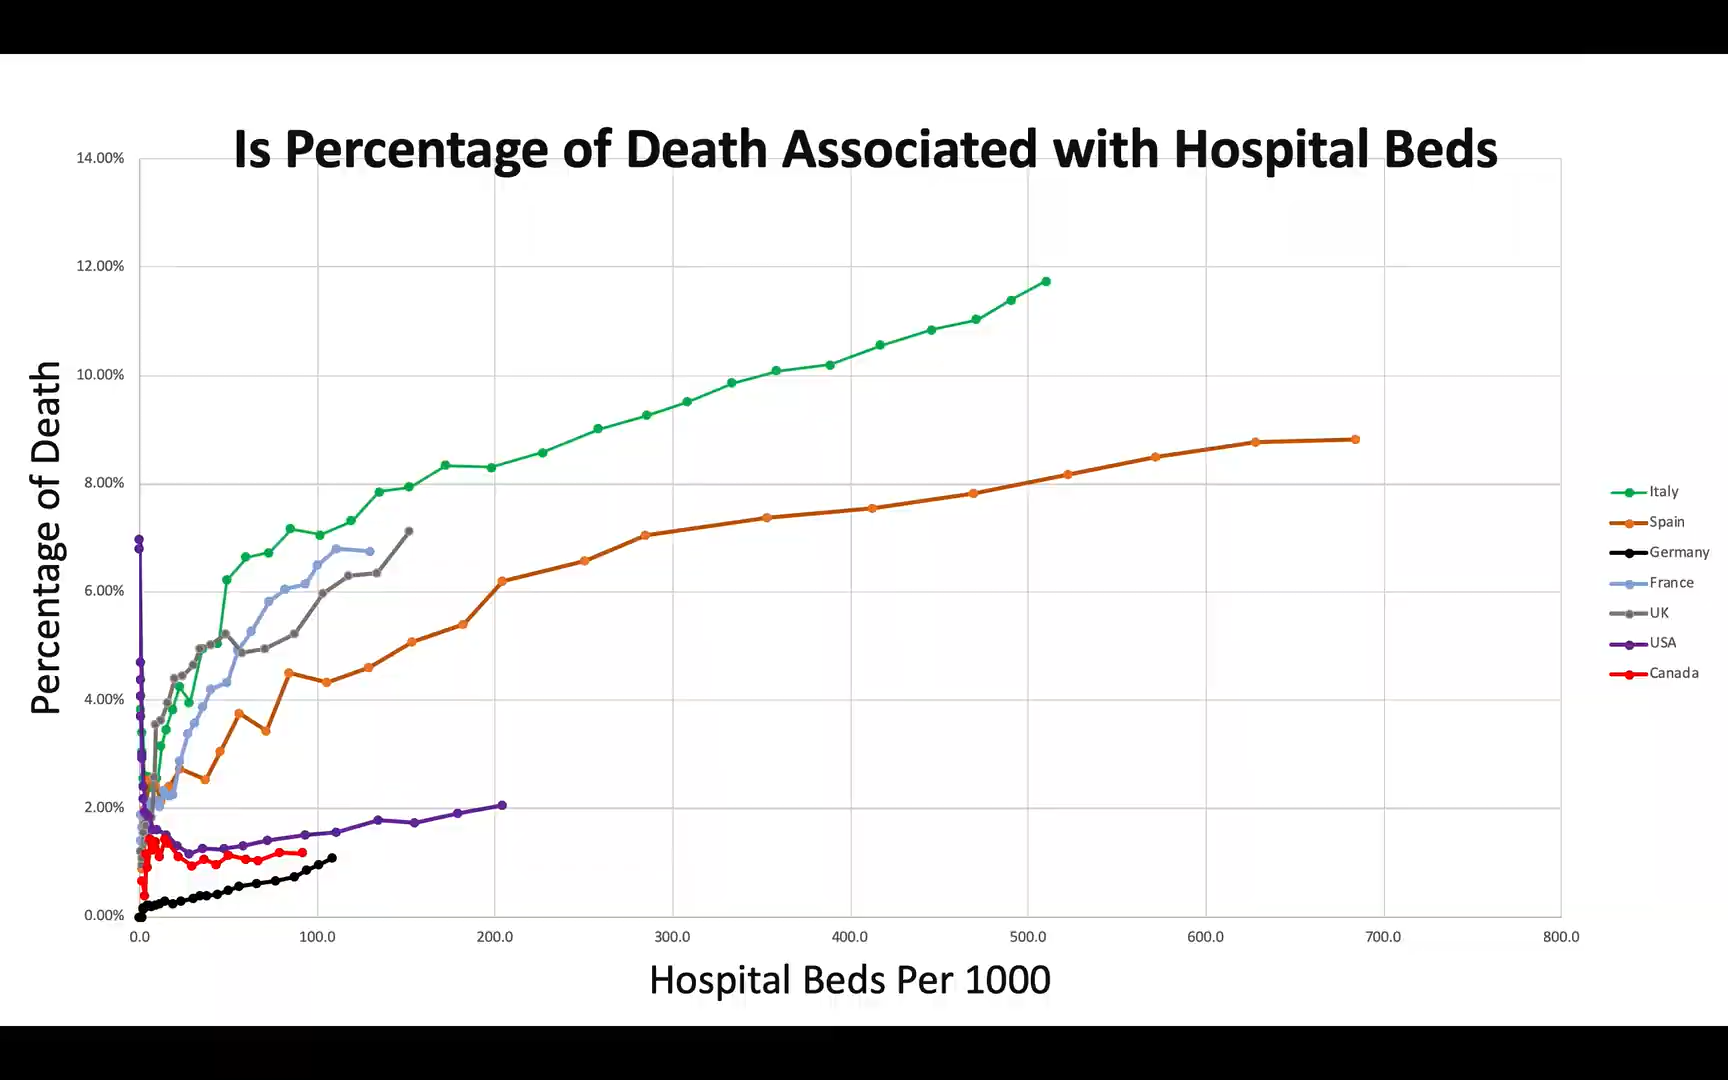 Is Percentage of Death Associated with Hospital Beds
14.00%
12.00%
10.00%
8.00%
6.00%
4.00%
2.00%
0.00%
Percentage of Death
0.0 100.0 200.0 300.0 400.0 500.0 600.0 700.0 800.0
Hospital Beds Per 1000
Italy
Spain
Germany
France
UK
USA
Canada